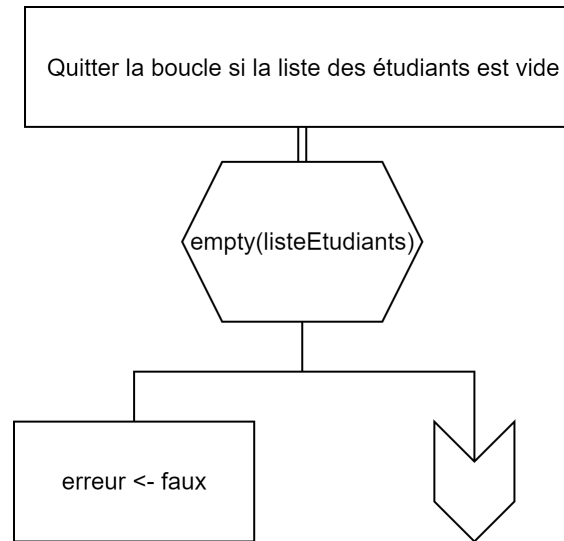 Quitter la boucle si la liste des étudiants est vide
empty(listeEtudiants)
erreur <- faux